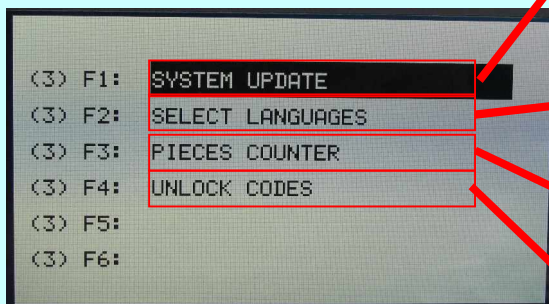 (3) F1: SYSTEM UPDATE
(3) F2: SELECT LANGUAGES
(3) F3: PIECES COUNTER
(3) F4: UNLOCK CODES
(3) F5:
(3) F6: